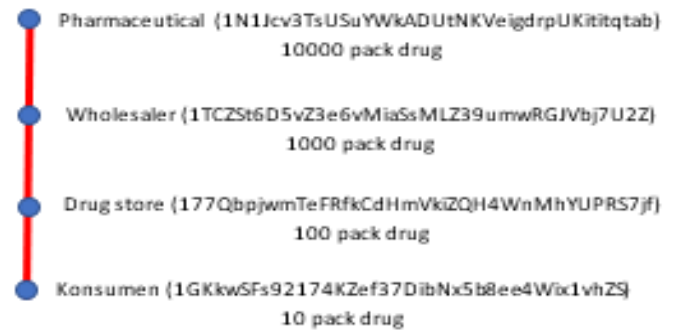 Pharmaceutical (1N1Jcv3TsUSuYWkADUtNKVeigdrpUKititqtab)
10000 pack drug
Wholesaler (1TCZSt6D5vZ3e6vMiaSsMLZ39umwRGJVbj7U2Z)
1000 pack drug
Drug store (177QbpjwmTeFRfkCdHmVkiZQH4WnMhYUPRS7jf)
100 pack drug
Konsumen (1GKkwSFs92174KZef37DibNx5b8ee4Wix1vhZS)
10 pack drug